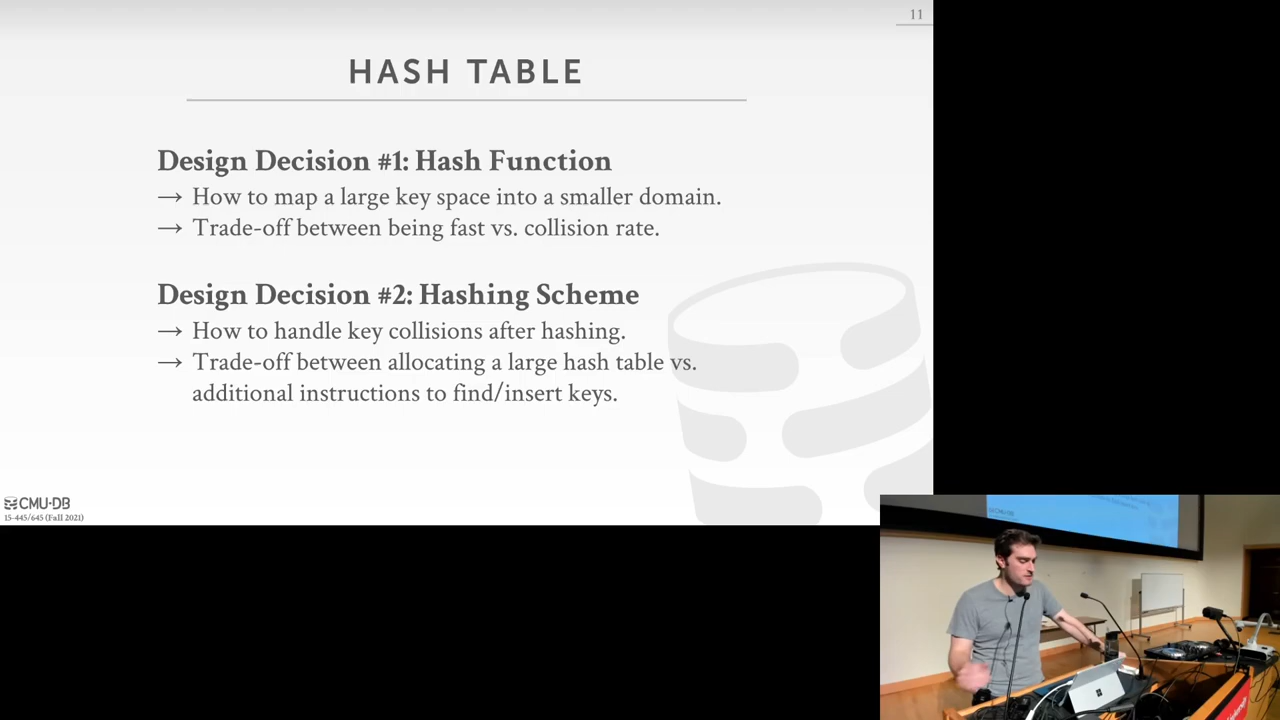 11
HASH TABLE
Design Decision #1: Hash Function
→ How to map a large key space into a smaller domain.
→ Trade-off between being fast vs. collision rate.
Design Decision #2: Hashing Scheme
→ How to handle key collisions after hashing.
→ Trade-off between allocating a large hash table vs.
additional instructions to find/insert keys.
CMU·DB
15-445/645 (Fall 2021)